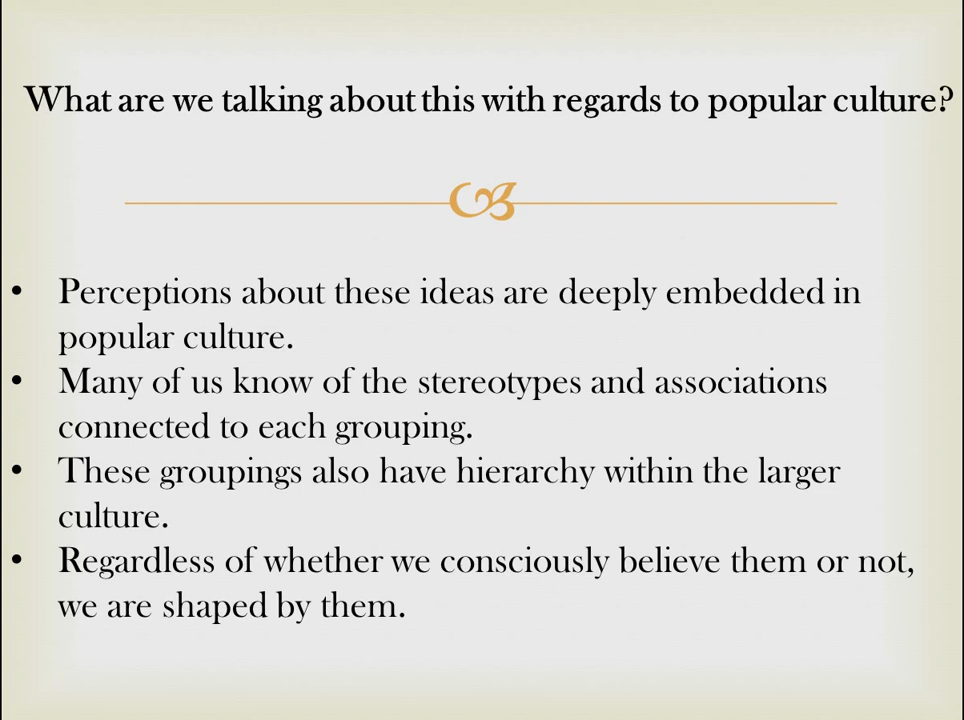 What are we talking about this with regards to popular culture?
• Perceptions about these ideas are deeply embedded in
popular culture.
• Many of us know of the stereotypes and associations
connected to each grouping.
• These groupings also have hierarchy within the larger
culture.
• Regardless of whether we consciously believe them or not,
we are shaped by them.